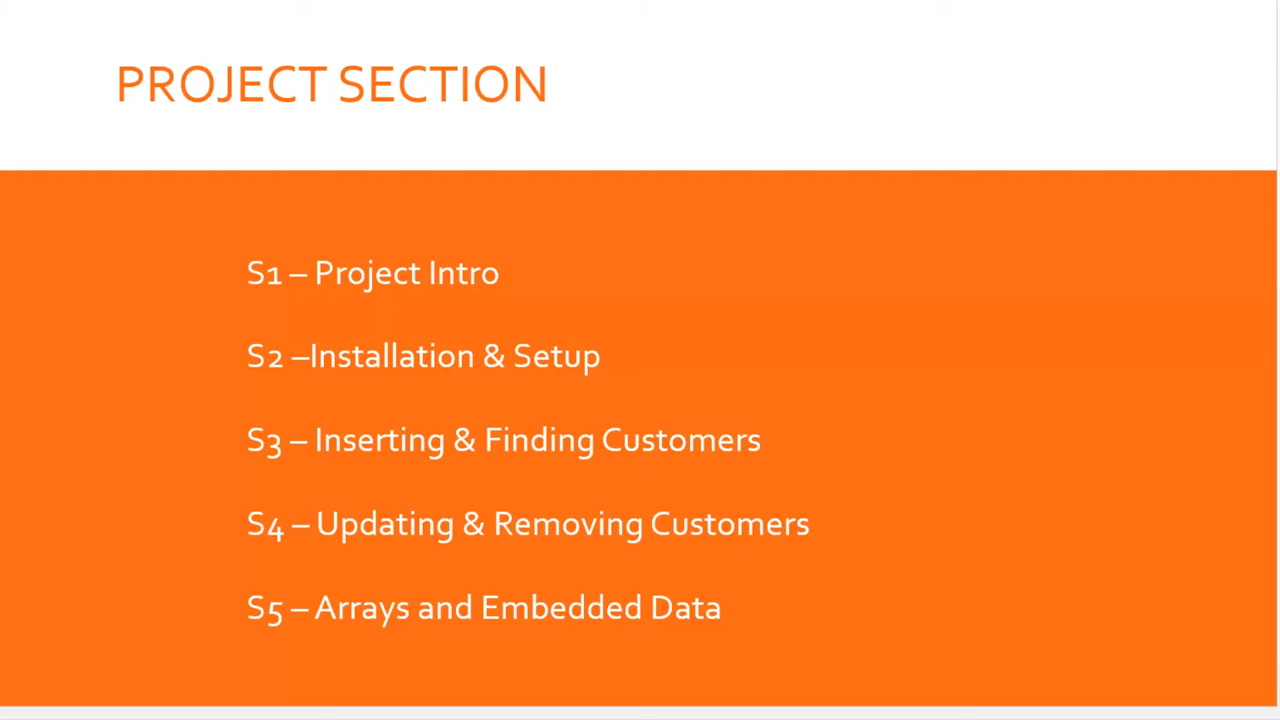 PROJECT SECTION
S1 – Project Intro
S2 –Installation & Setup
S3 – Inserting & Finding Customers
S4 – Updating & Removing Customers
S5 – Arrays and Embedded Data